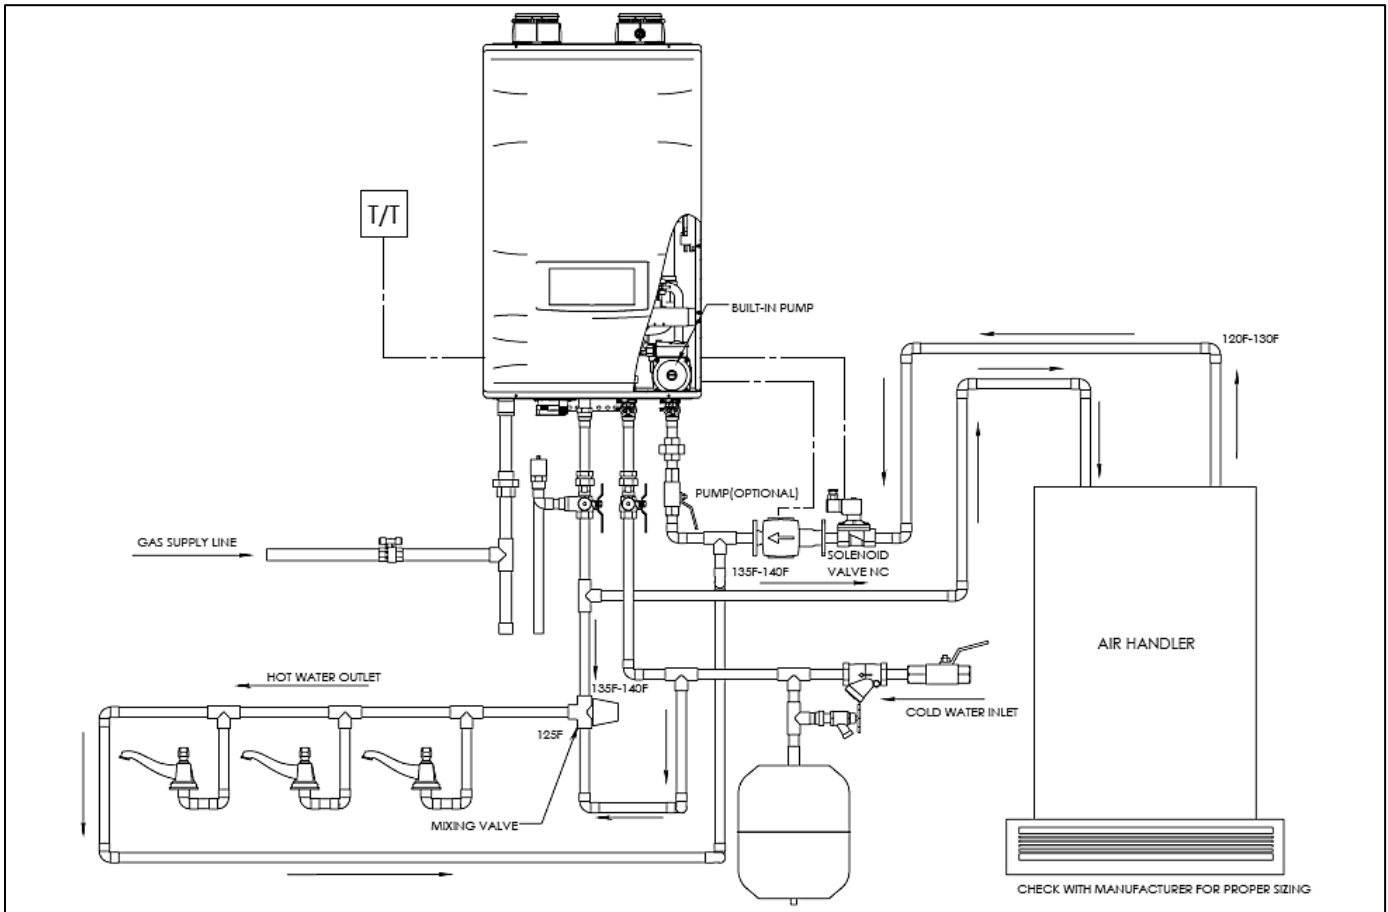 T/T
BUILT-IN PUMP
120F-130F
PUMP(OPTIONAL)
GAS SUPPLY LINE
SOLENOID
VALVE NC
135F-140F
AIR HANDLER
HOT WATER OUTLET
135F-140F
COLD WATER INLET
125F
MIXING VALVE
CHECK WITH MANUFACTURER FOR PROPER SIZING